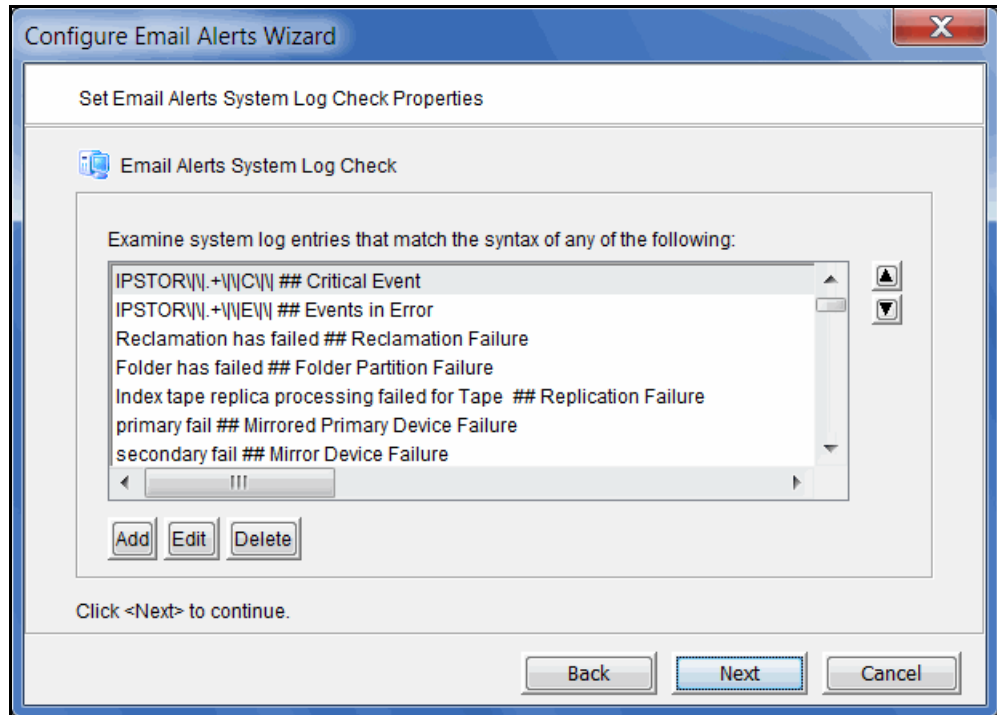 Configure Email Alerts Wizard
X
Set Email Alerts System Log Check Properties
Email Alerts System Log Check
Examine system log entries that match the syntax of any of the following:
IPSTOR\|\|.+\|\|C\|\| ## Critical Event
IPSTOR\|\|.+\|\|E\|\| ## Events in Error
Reclamation has failed ## Reclamation Failure
Folder has failed ## Folder Partition Failure
Index tape replica processing failed for Tape  ## Replication Failure
primary fail ## Mirrored Primary Device Failure
secondary fail ## Mirror Device Failure
Add Edit Delete
Click <Next> to continue.
Back Next Cancel